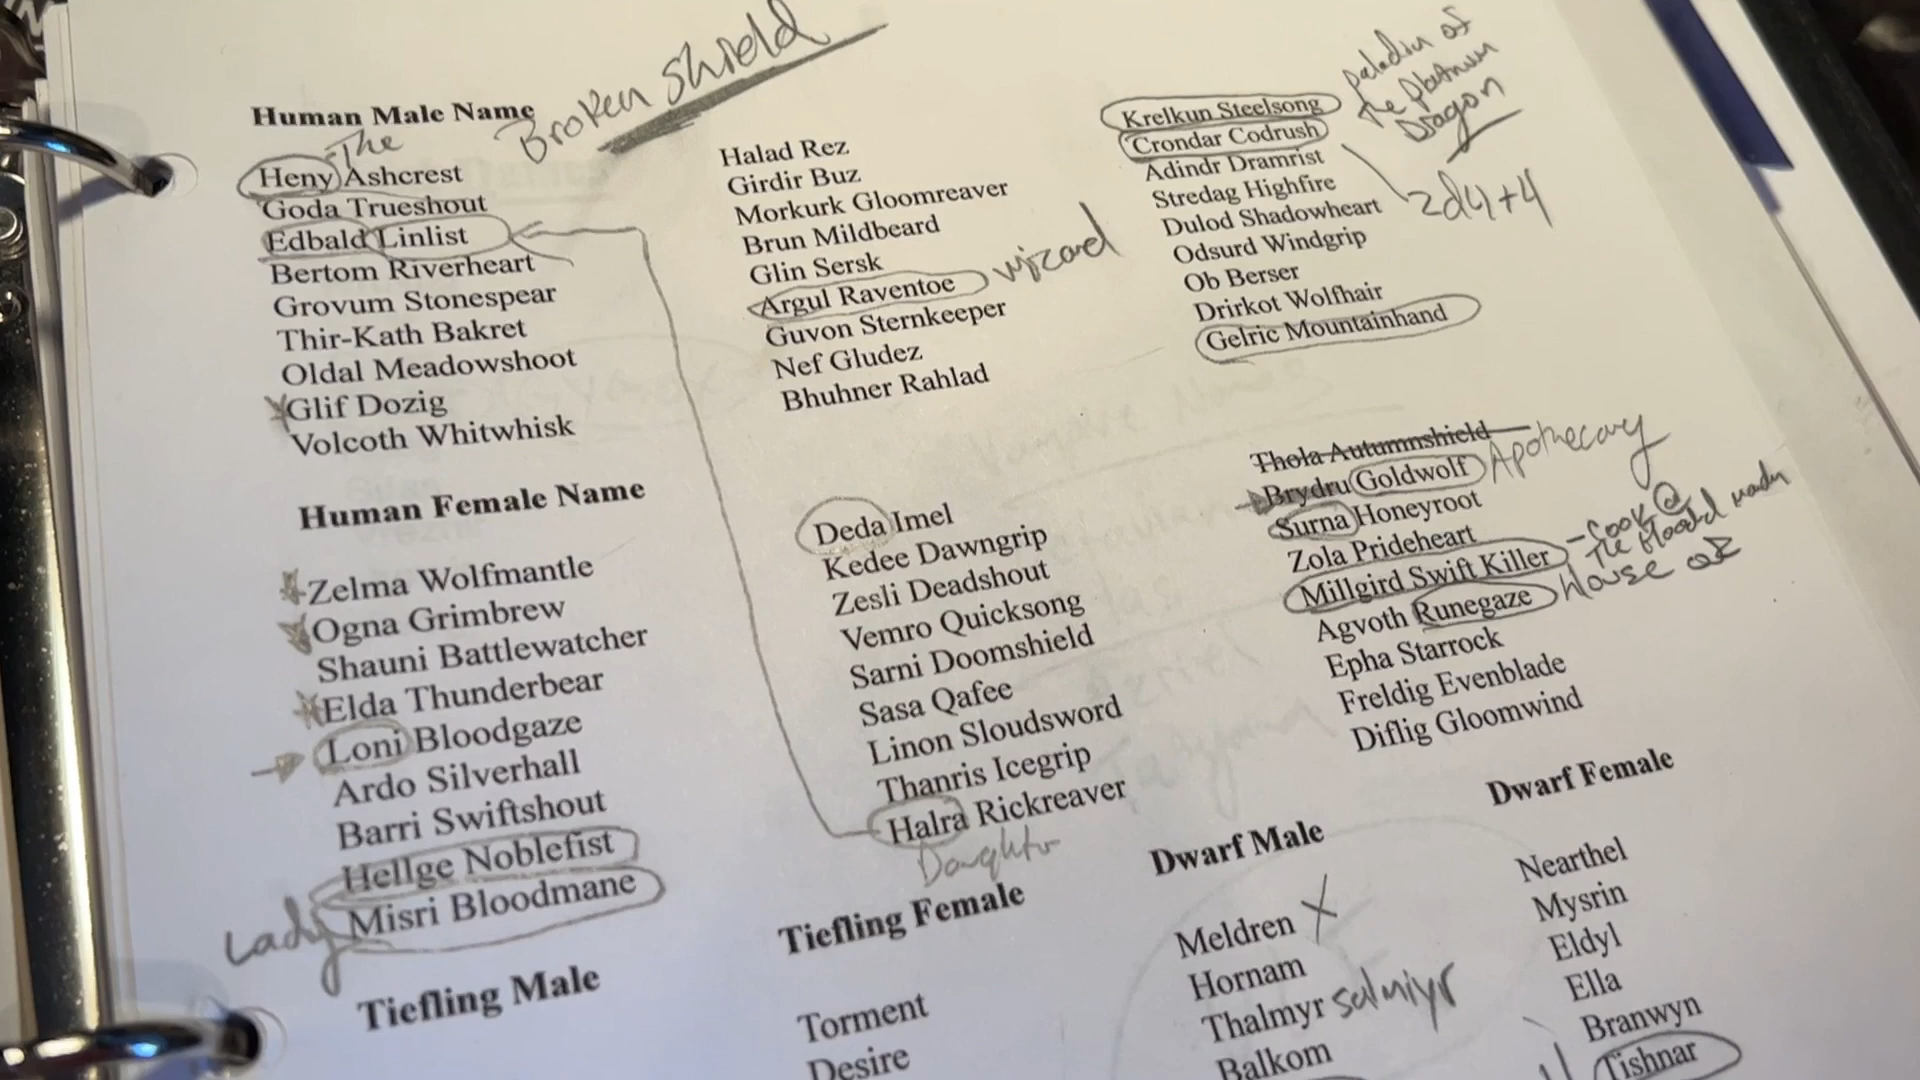 Broken Shield
Human Male Name
The
Heny Ashcrest
Goda Trueshout
Edbald Linlist
Bertom Riverheart
Grovum Stonespear
Thir-Kath Bakret
Oldal Meadowshoot
Glif Dozig
Volcoth Whitwhisk
Halad Rez
Girdir Buz
Morkurk Gloomreaver
Brun Mildbeard
Glin Sersk
Argul Raventoe wizard
Guvon Sternkeeper
Nef Gludez
Bhuhner Rahlad
Krelkun Steelsong
Crondar Codrush
Adindr Dramrist
Stredag Highfire
Dulod Shadowheart
Odsurd Windgrip
Ob Berser
Drirkot Wolfhair
Gelric Mountainhand
paladin of
The Platinum
Dragon
2d4+4
Human Female Name
Zelma Wolfmantle
Ogna Grimbrew
Shauni Battlewatcher
Elda Thunderbear
Loni Bloodgaze
Ardo Silverhall
Barri Swiftshout
Hellge Noblefist
Lady Misri Bloodmane
Deda Imel
Kedee Dawngrip
Zesli Deadshout
Vemro Quicksong
Sarni Doomshield
Sasa Qafee
Linon Sloudsword
Thanris Icegrip
Halra Rickreaver
Daughter
Thola Autumnshield
Brydru Goldwolf Apothecary
Surna Honeyroot
Zola Prideheart
Millgird Swift Killer - Cook @
The
Agvoth Runegaze House
Epha Starrock
Freldig Evenblade
Diflig Gloomwind
Tiefling Male
Tiefling Female
Torment
Desire
Dwarf Male
Meldren X
Hornam
Thalmyr Salmiyr
Balkom
Dwarf Female
Nearthel
Mysrin
Eldyl
Ella
Branwyn
Tishnar